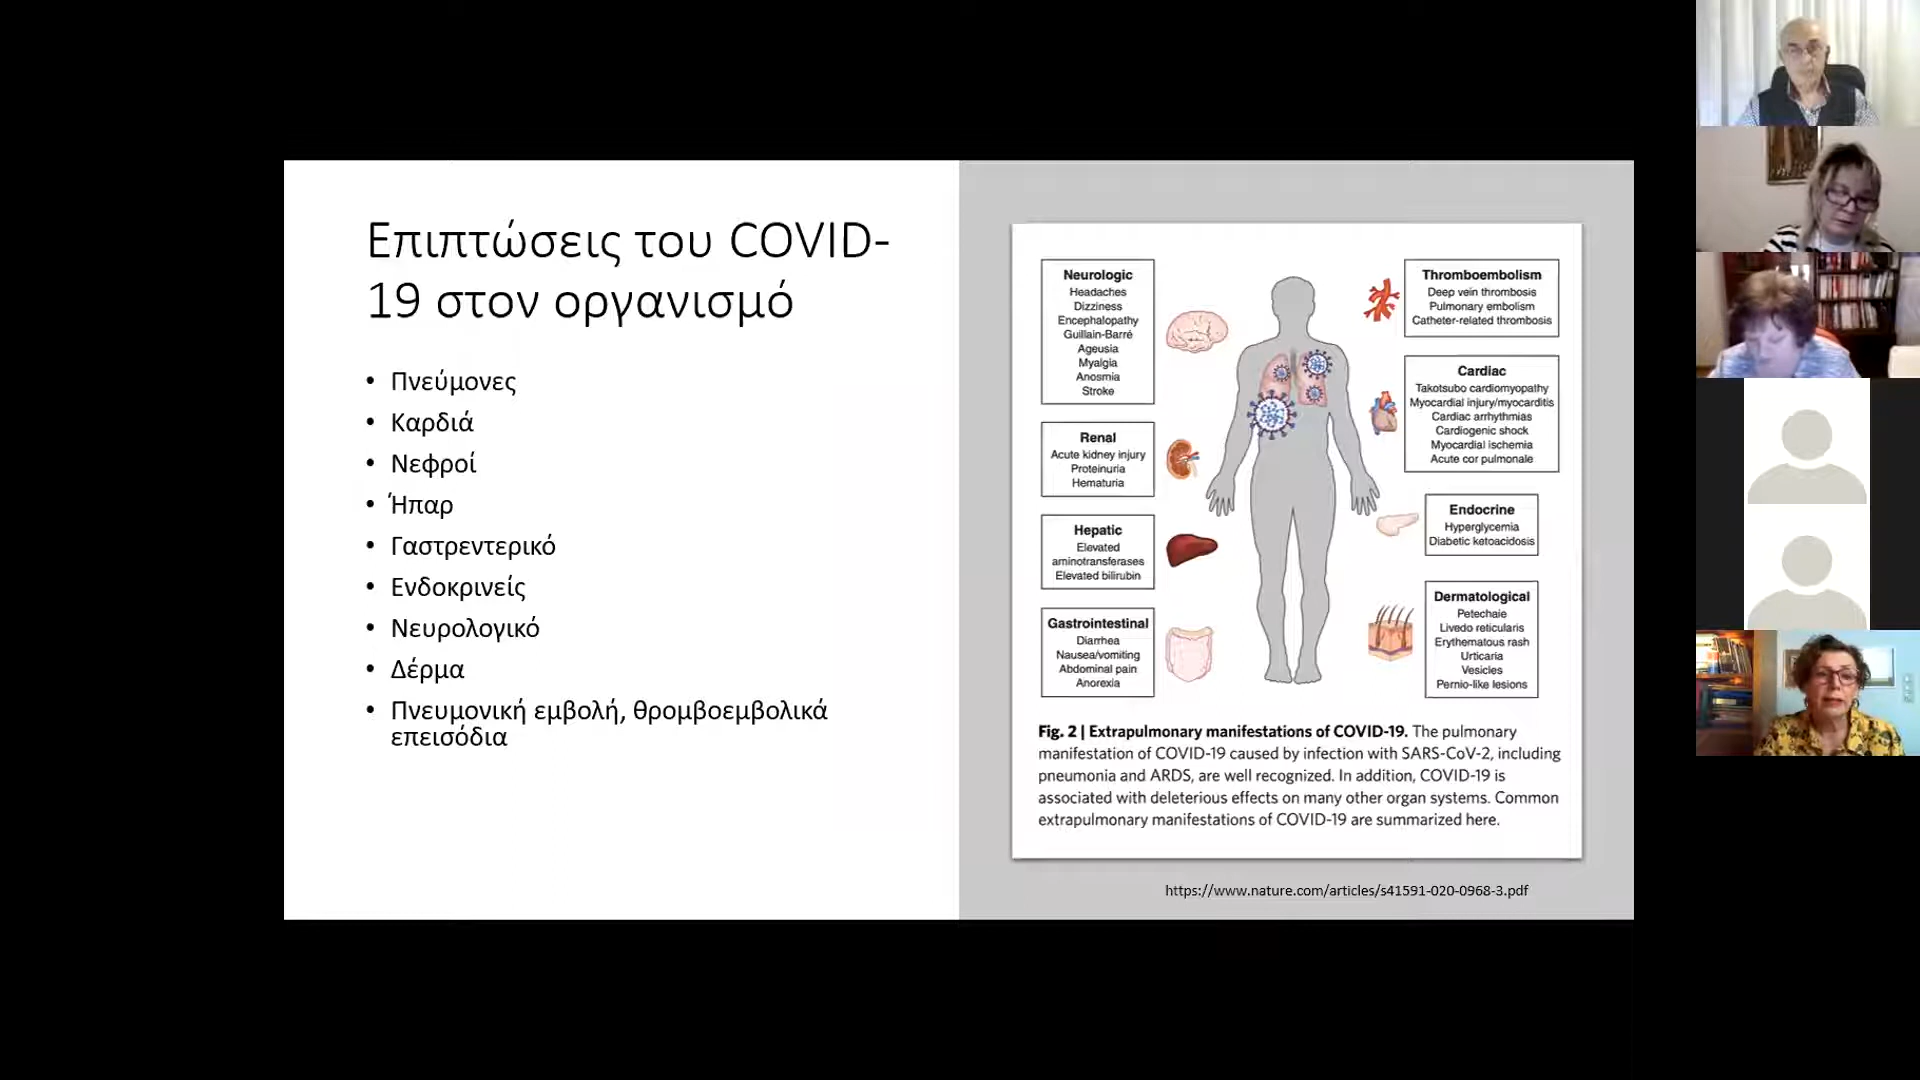 Επιπτώσεις του COVID-
19 στον οργανισμό
• Πνεύμονες
• Καρδιά
• Νεφροί
• Ήπαρ
• Γαστρεντερικό
• Ενδοκρινείς
• Νευρολογικό
• Δέρμα
• Πνευμονική εμβολή, θρομβοεμβολικά
επεισόδια
Neurologic
Headaches
Dizziness
Encephalopathy
Guillain-Barré
Ageusia
Myalgia
Anosmia
Stroke
Renal
Acute kidney injury
Proteinuria
Hematuria
Hepatic
Elevated
aminotransferases
Elevated bilirubin
Gastrointestinal
Diarrhea
Nausea/vomiting
Abdominal pain
Anorexia
Thromboembolism
Deep vein thrombosis
Pulmonary embolism
Catheter-related thrombosis
Cardiac
Takotsubo cardiomyopathy
Myocardial injury/myocarditis
Cardiac arrhythmias
Cardiogenic shock
Myocardial ischemia
Acute cor pulmonale
Endocrine
Hyperglycemia
Diabetic ketoacidosis
Dermatological
Petechaie
Livedo reticularis
Erythematous rash
Urticaria
Vesicles
Pernio-like lesions
Fig. 2 | Extrapulmonary manifestations of COVID-19. The pulmonary
manifestation of COVID-19 caused by infection with SARS-CoV-2, including
pneumonia and ARDS, are well recognized. In addition, COVID-19 is
associated with deleterious effects on many other organ systems. Common
extrapulmonary manifestations of COVID-19 are summarized here.
https://www.nature.com/articles/s41591-020-0968-3.pdf